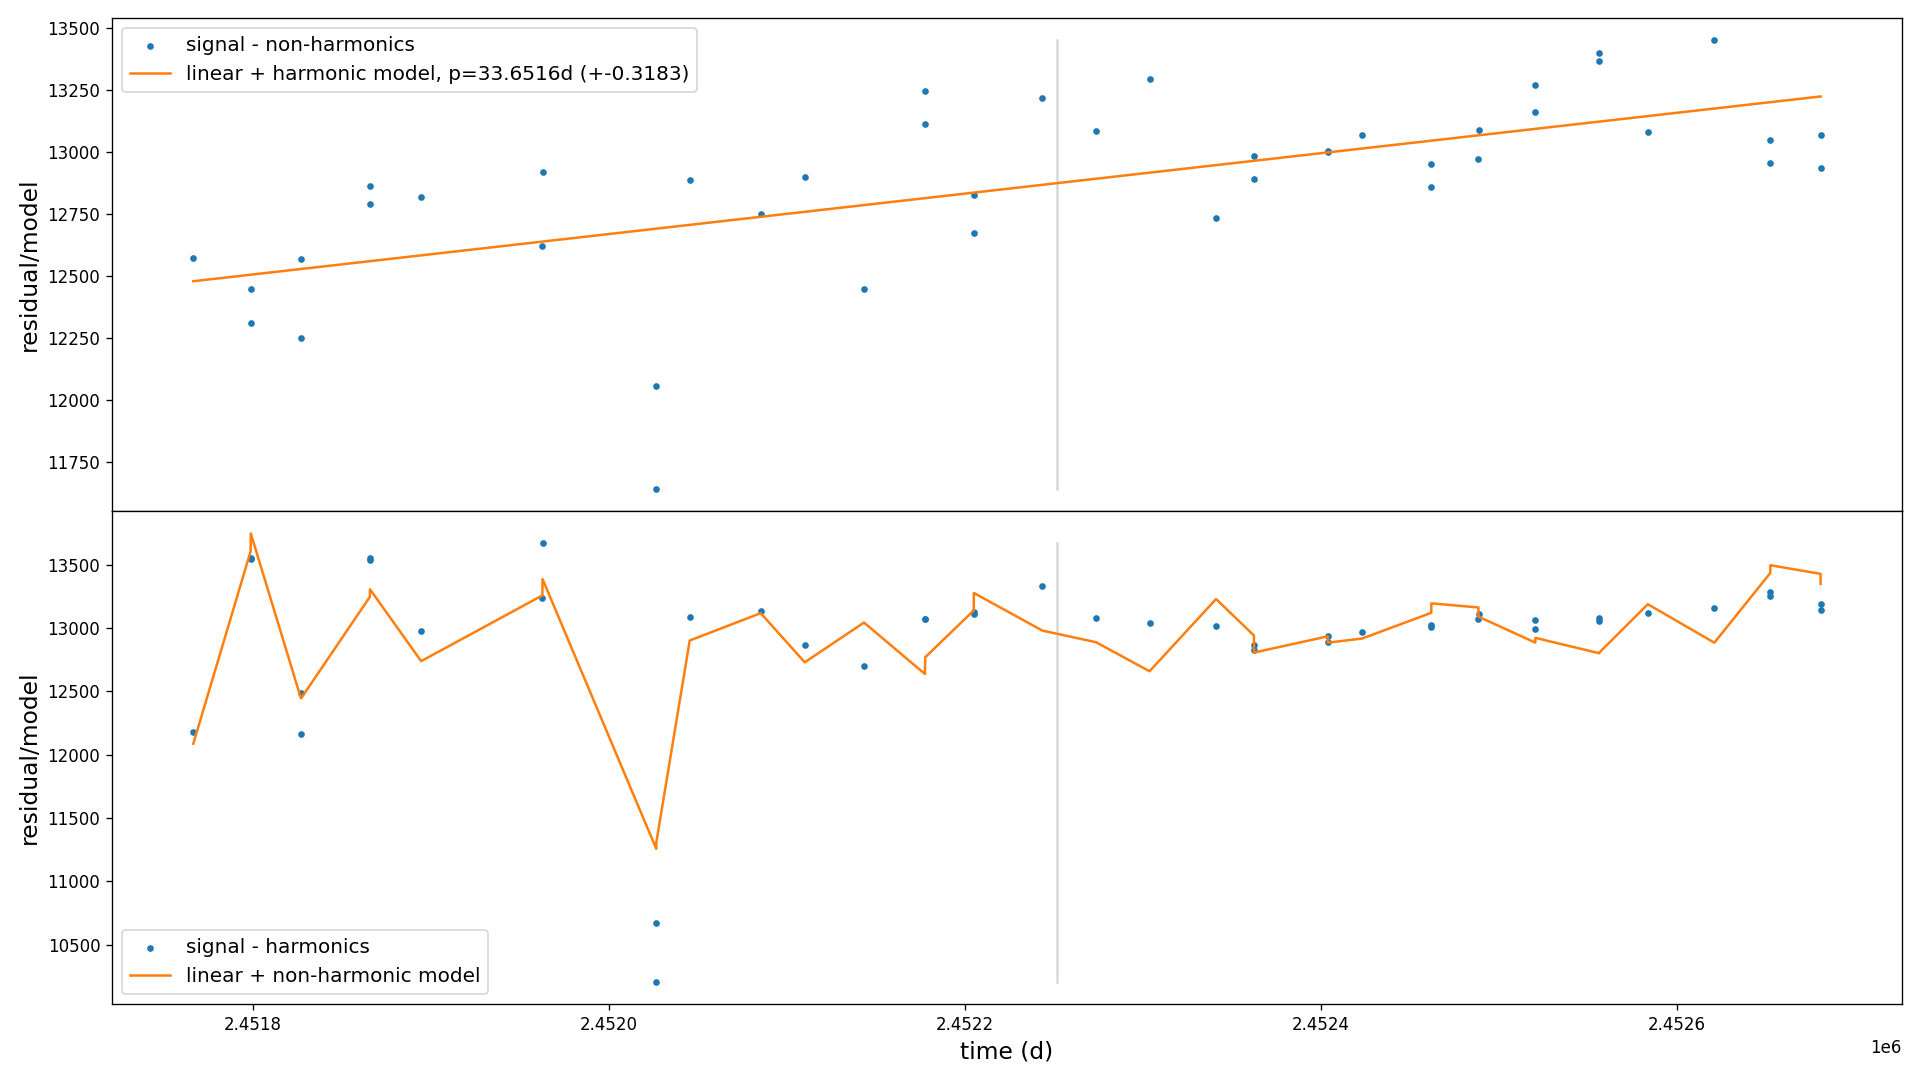 13500
13250
13000
12750
12500
12250
12000
11750
residual/model
signal - non-harmonics
linear + harmonic model, p=33.6516d (+-0.3183)
13500
13000
12500
12000
11500
11000
10500
residual/model
signal - harmonics
linear + non-harmonic model
2.4518 2.4520 2.4522 2.4524 2.4526
time (d)
1e6